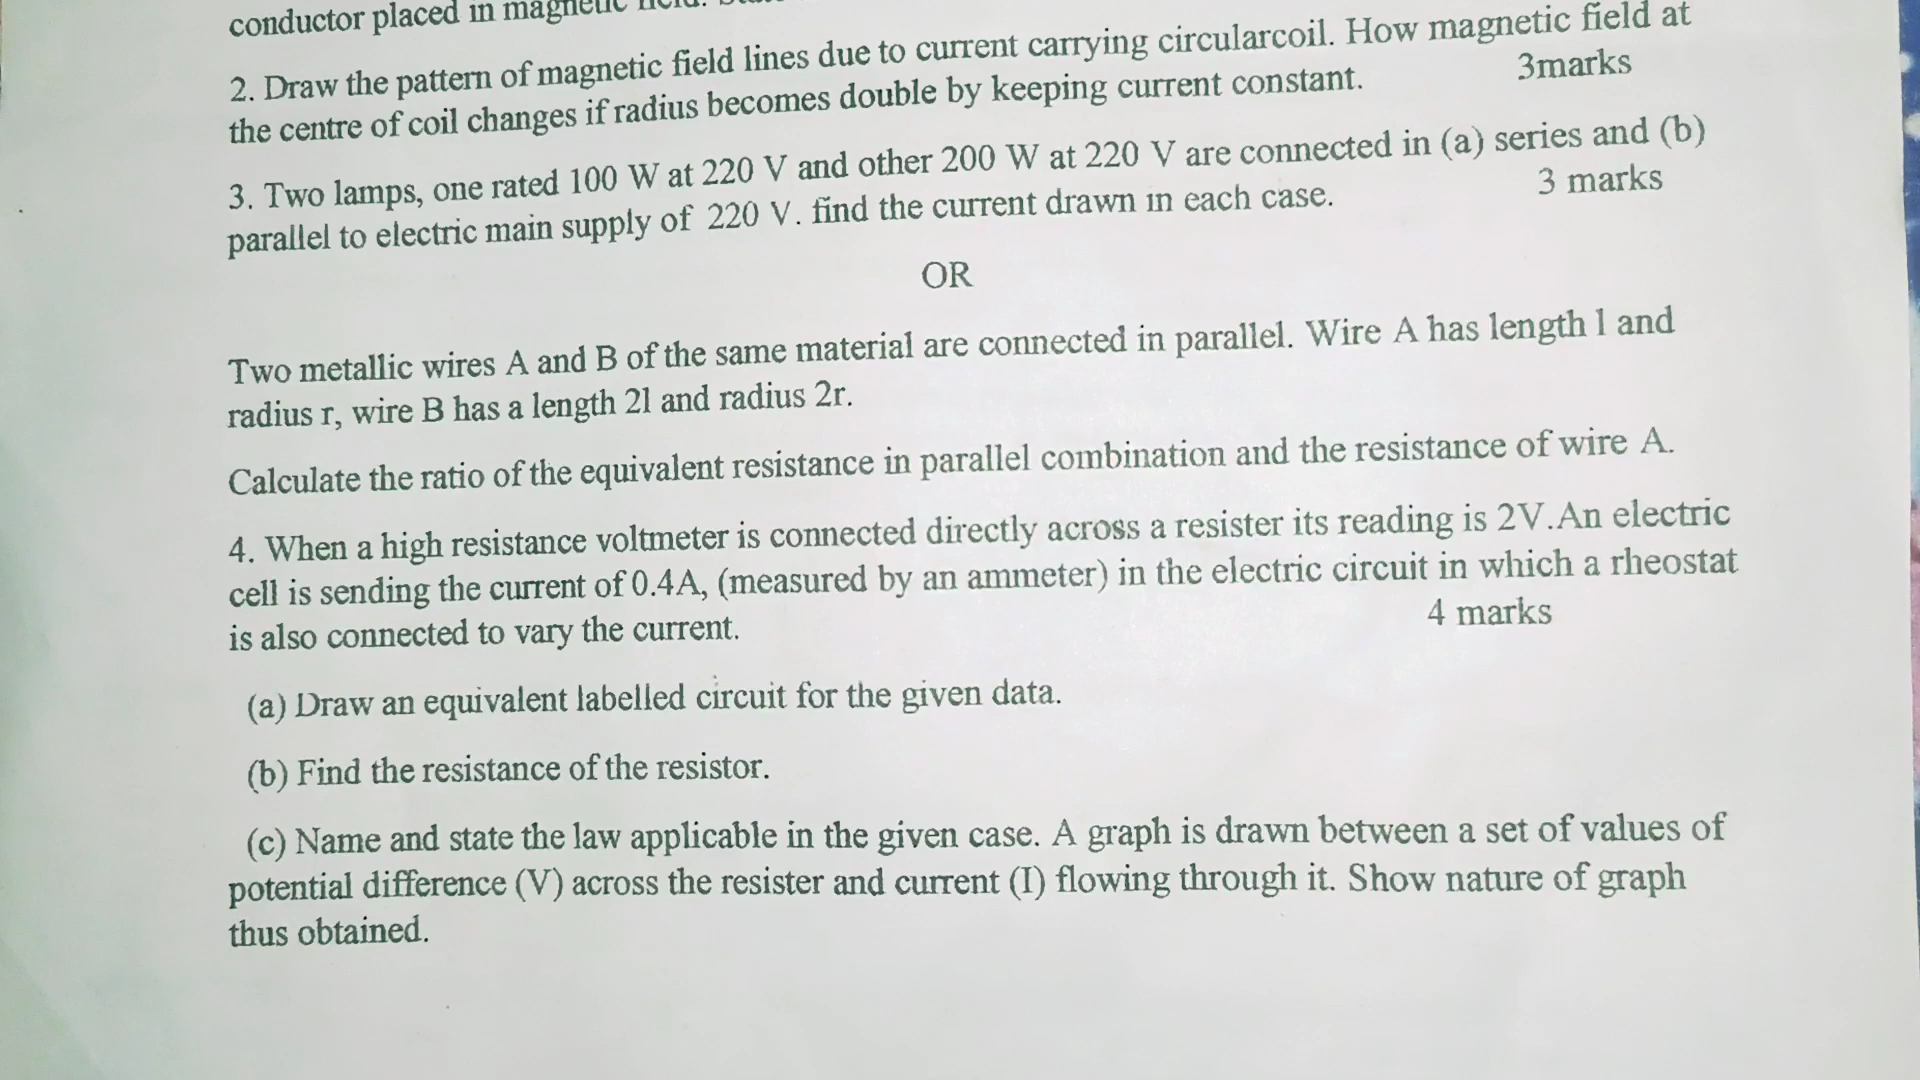 conductor placed in magnetic
2. Draw the pattern of magnetic field lines due to current carrying circularcoil. How magnetic field at
the centre of coil changes if radius becomes double by keeping current constant. 3marks
3. Two lamps, one rated 100 W at 220 V and other 200 W at 220 V are connected in (a) series and (b)
parallel to electric main supply of 220 V. find the current drawn in each case. 3 marks
OR
Two metallic wires A and B of the same material are connected in parallel. Wire A has length l and
radius r, wire B has a length 2l and radius 2r.
Calculate the ratio of the equivalent resistance in parallel combination and the resistance of wire A.
4. When a high resistance voltmeter is connected directly across a resister its reading is 2V.An electric
cell is sending the current of 0.4A, (measured by an ammeter) in the electric circuit in which a rheostat
is also connected to vary the current. 4 marks
(a) Draw an equivalent labelled circuit for the given data.
(b) Find the resistance of the resistor.
(c) Name and state the law applicable in the given case. A graph is drawn between a set of values of
potential difference (V) across the resister and current (I) flowing through it. Show nature of graph
thus obtained.